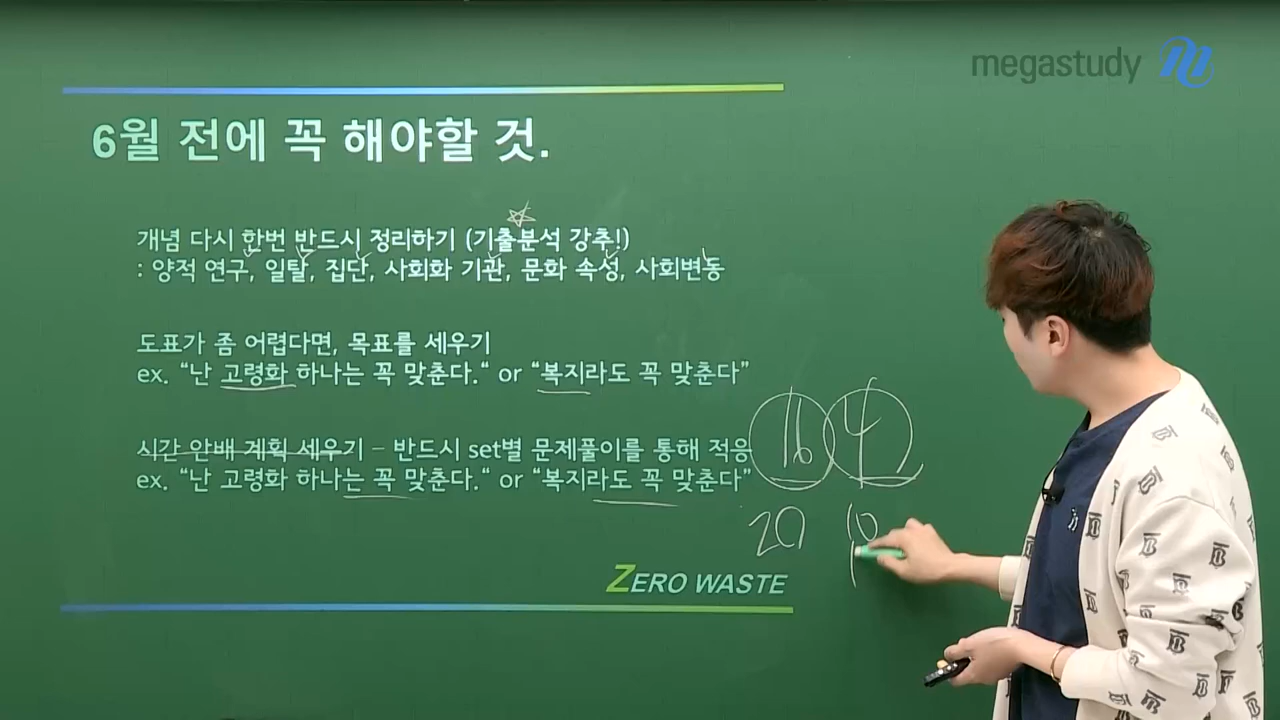 megastudy
6월 전에 꼭 해야할 것.
개념 다시 한번 반드시 정리하기 (기출분석 강추!)
: 양적 연구, 일탈, 집단, 사회화 기관, 문화 속성, 사회변동
도표가 좀 어렵다면, 목표를 세우기
ex. “난 고령화 하나는 꼭 맞춘다.“ or “복지라도 꼭 맞춘다”
시간 안배 계획 세우기 – 반드시 set별 문제풀이를 통해 적응
ex. “난 고령화 하나는 꼭 맞춘다.“ or “복지라도 꼭 맞춘다”
16 4
20 10
ZERO WASTE